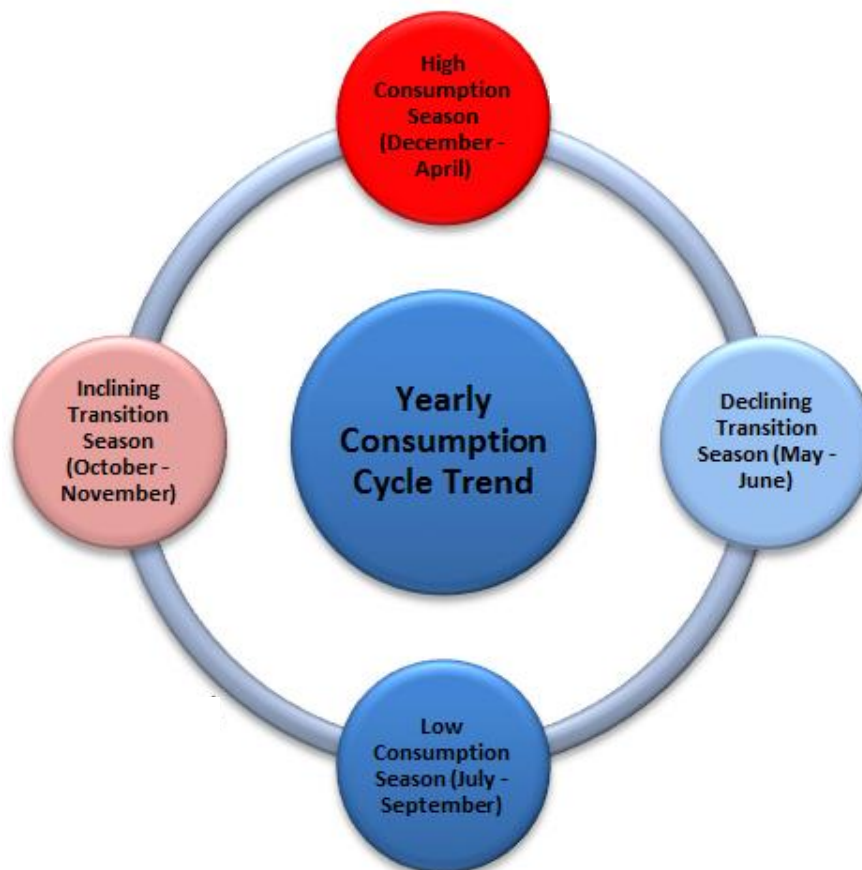 High
Consumption
Season
(December -
April)
Inclining
Transition
Season
(October -
November)
Yearly
Consumption
Cycle Trend
Declining
Transition
Season (May -
June)
Low
Consumption
Season (July -
September)